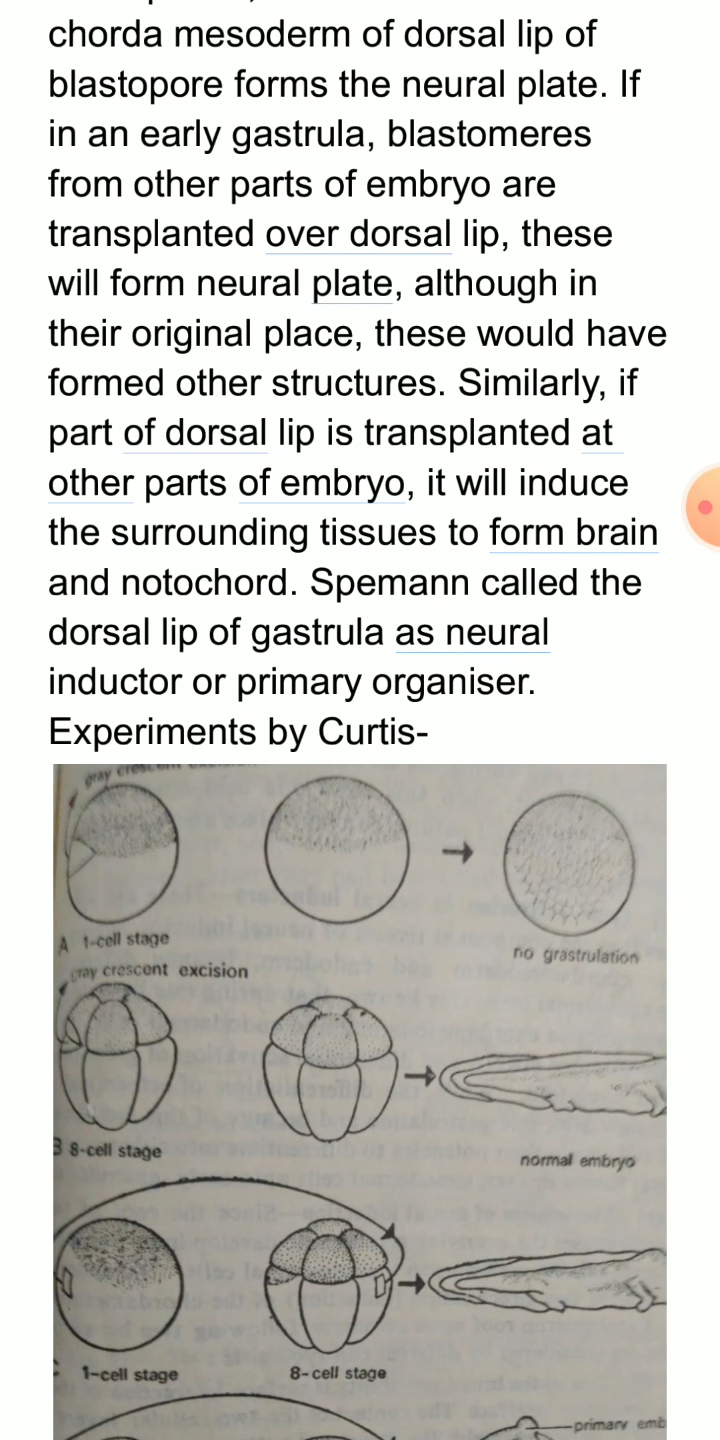 chorda mesoderm of dorsal lip of
blastopore forms the neural plate. If
in an early gastrula, blastomeres
from other parts of embryo are
transplanted over dorsal lip, these
will form neural plate, although in
their original place, these would have
formed other structures. Similarly, if
part of dorsal lip is transplanted at
other parts of embryo, it will induce
the surrounding tissues to form brain
and notochord. Spemann called the
dorsal lip of gastrula as neural
inductor or primary organiser.
Experiments by Curtis-
gray crescent
A 1-cell stage
no grastrulation
gray crescent excision
B 8-cell stage
normal embryo
1-cell stage
8-cell stage
primary emb